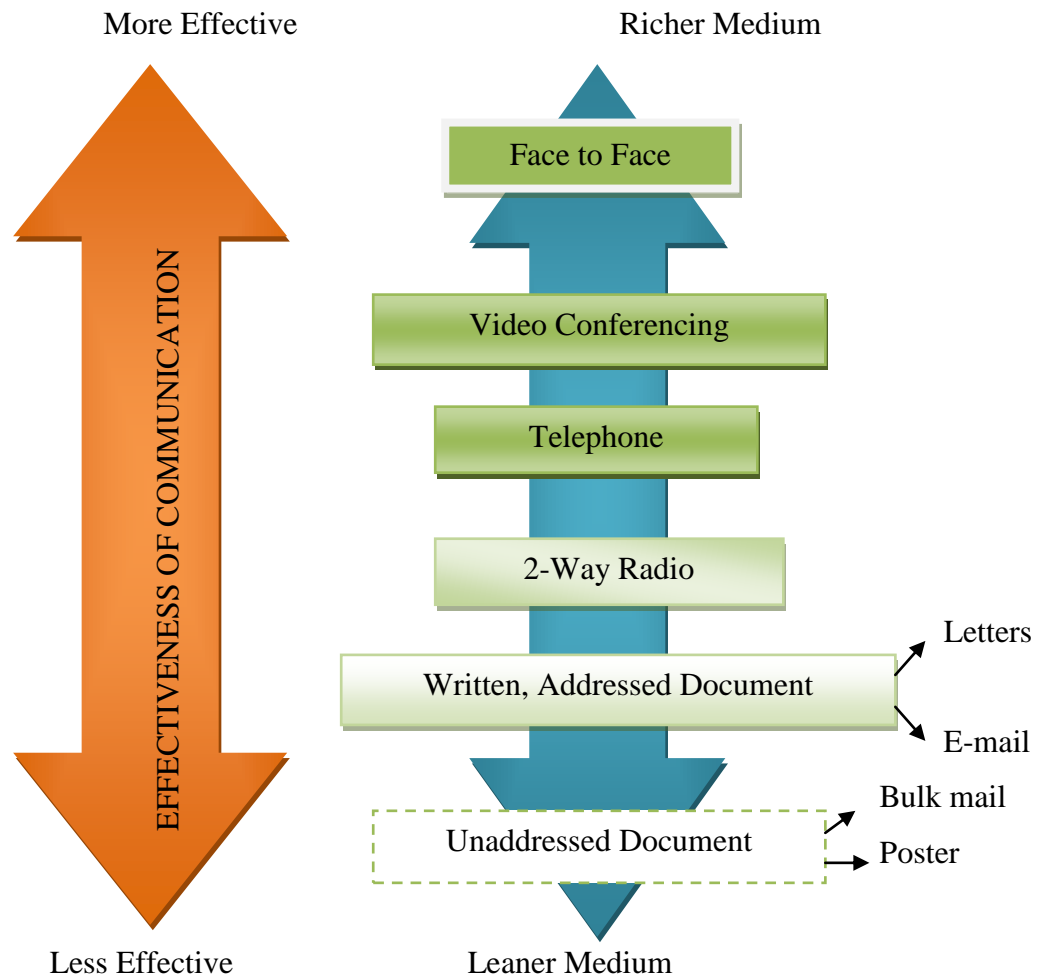 More Effective
Richer Medium
Face to Face
Video Conferencing
Telephone
2-Way Radio
Letters
Written, Addressed Document
E-mail
Bulk mail
Unaddressed Document
Poster
EFFECTIVENESS OF COMMUNICATION
Less Effective
Leaner Medium